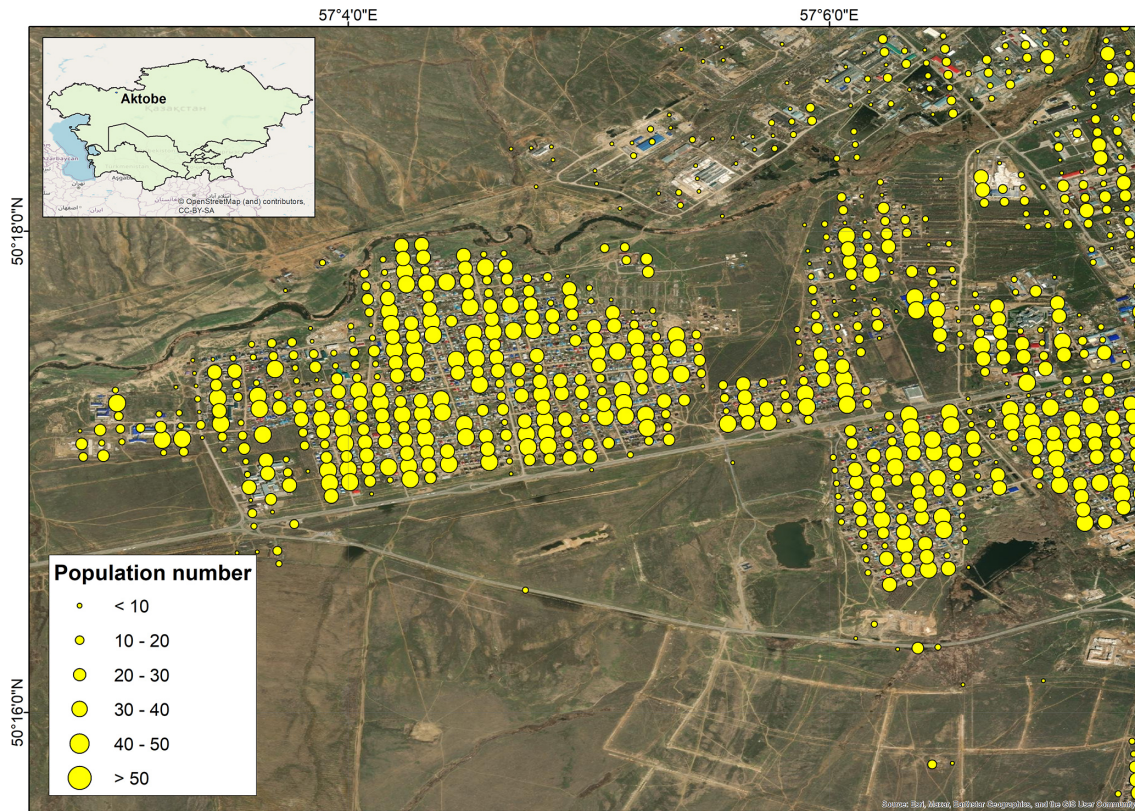 57°4'0"E
57°6'0"E
Aktobe
Қазақстан
Azərbaycan
© OpenStreetMap (and) contributors,
CC-BY-SA
50°18'0"N
50°16'0"N
Population number
< 10
10 - 20
20 - 30
30 - 40
40 - 50
> 50
Source: Esri, Maxar, Earthstar Geographics, and the GIS User Community